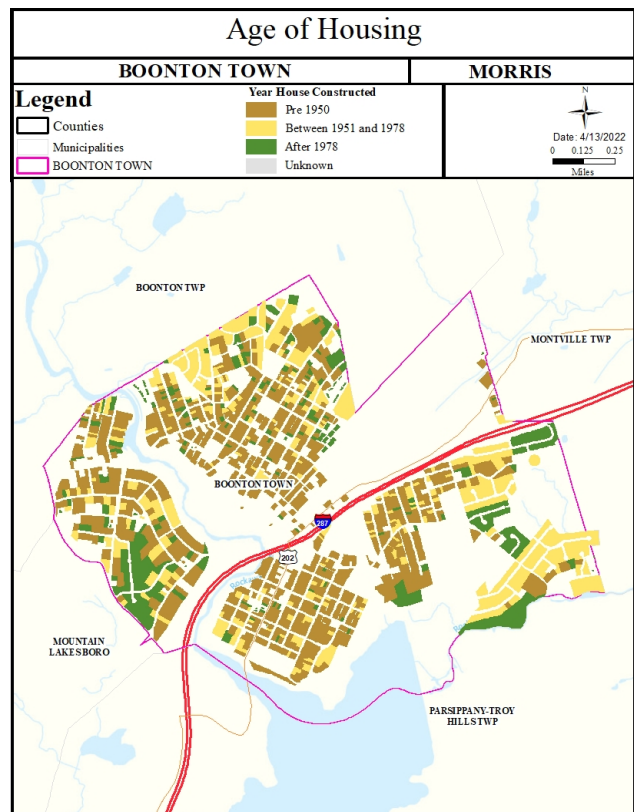 Age of Housing
BOONTON TOWN
MORRIS
Legend
Counties
Municipalities
BOONTON TOWN
Year House Constructed
Pre 1950
Between 1951 and 1978
After 1978
Unknown
N
Date: 4/13/2022
0 0.125 0.25
Miles
BOONTON TWP
MONTVILLE TWP
BOONTON TOWN
287
202
MOUNTAIN
LAKES BORO
PARSIPPANY-TROY
HILLS TWP